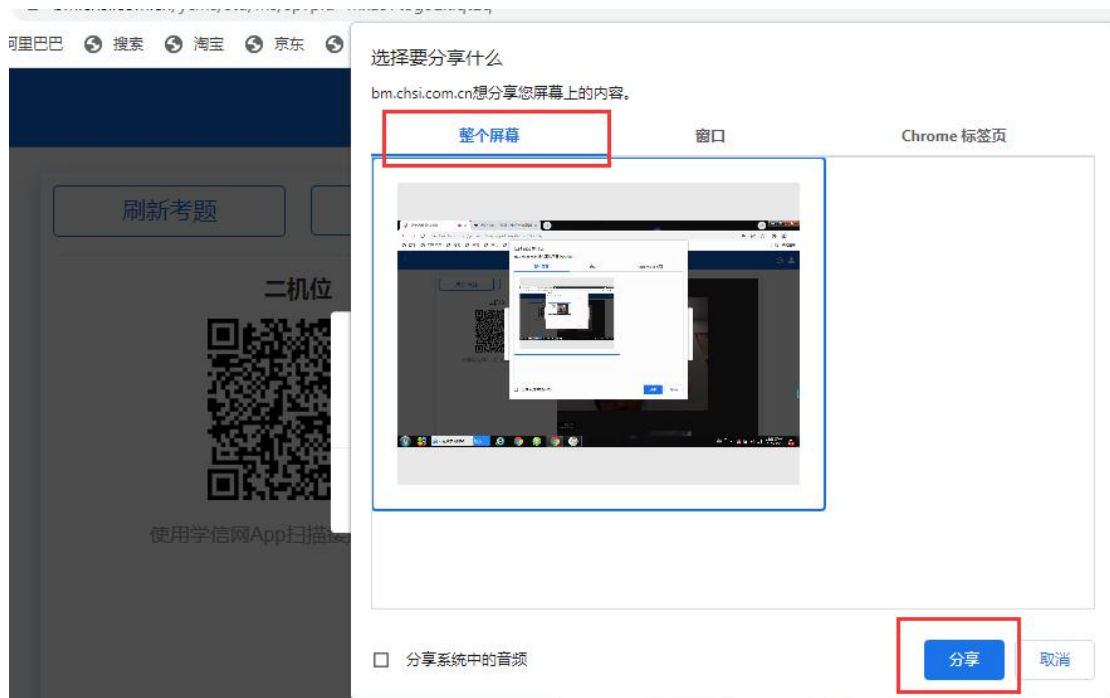 阿里巴巴 搜索 淘宝 京东
选择要分享什么
bm.chsi.com.cn想分享您屏幕上的内容。
整个屏幕 窗口 Chrome 标签页
刷新考题
二机位
使用学信网App扫描
分享系统中的音频
分享 取消